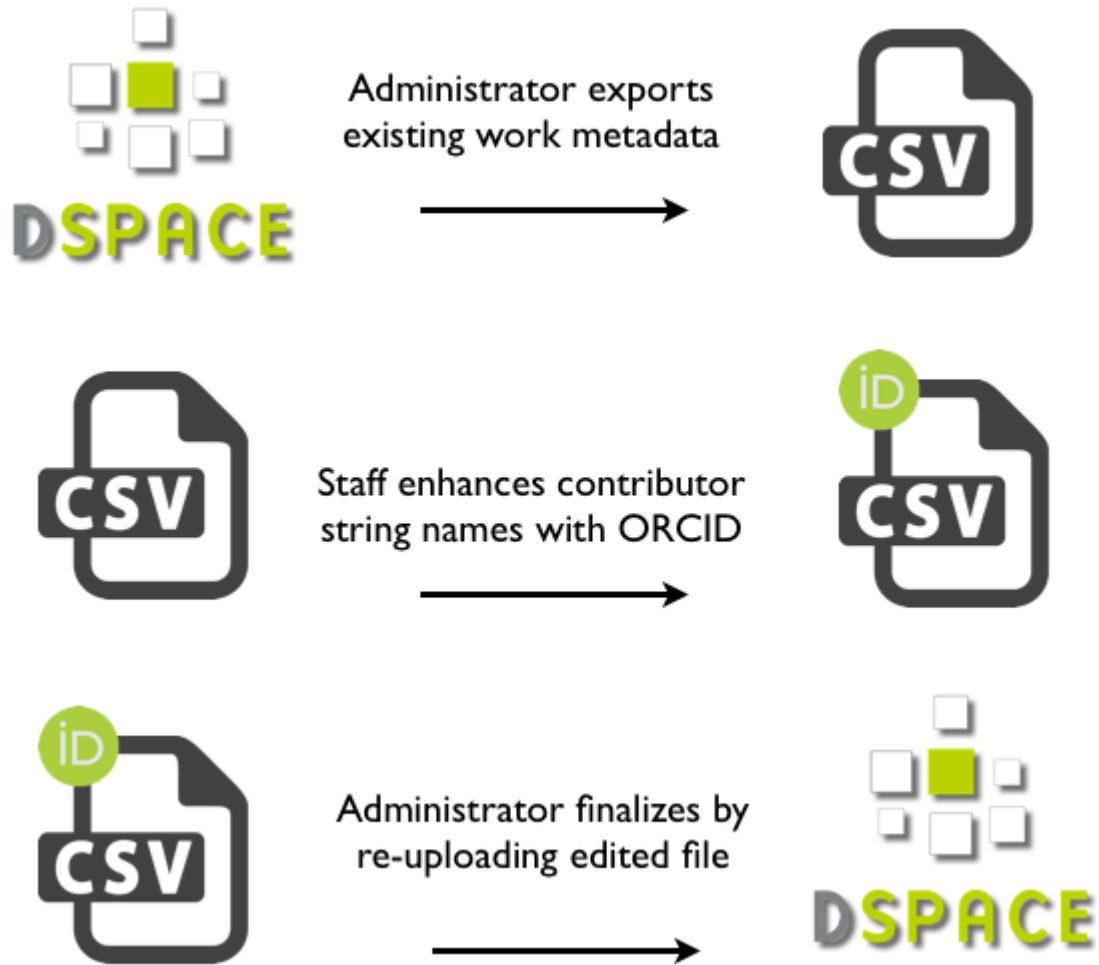 Administrator exports
existing work metadata
CSV
DSPACE
iD
CSV
Staff enhances contributor
string names with ORCID
CSV
iD
CSV
Administrator finalizes by
re-uploading edited file
DSPACE